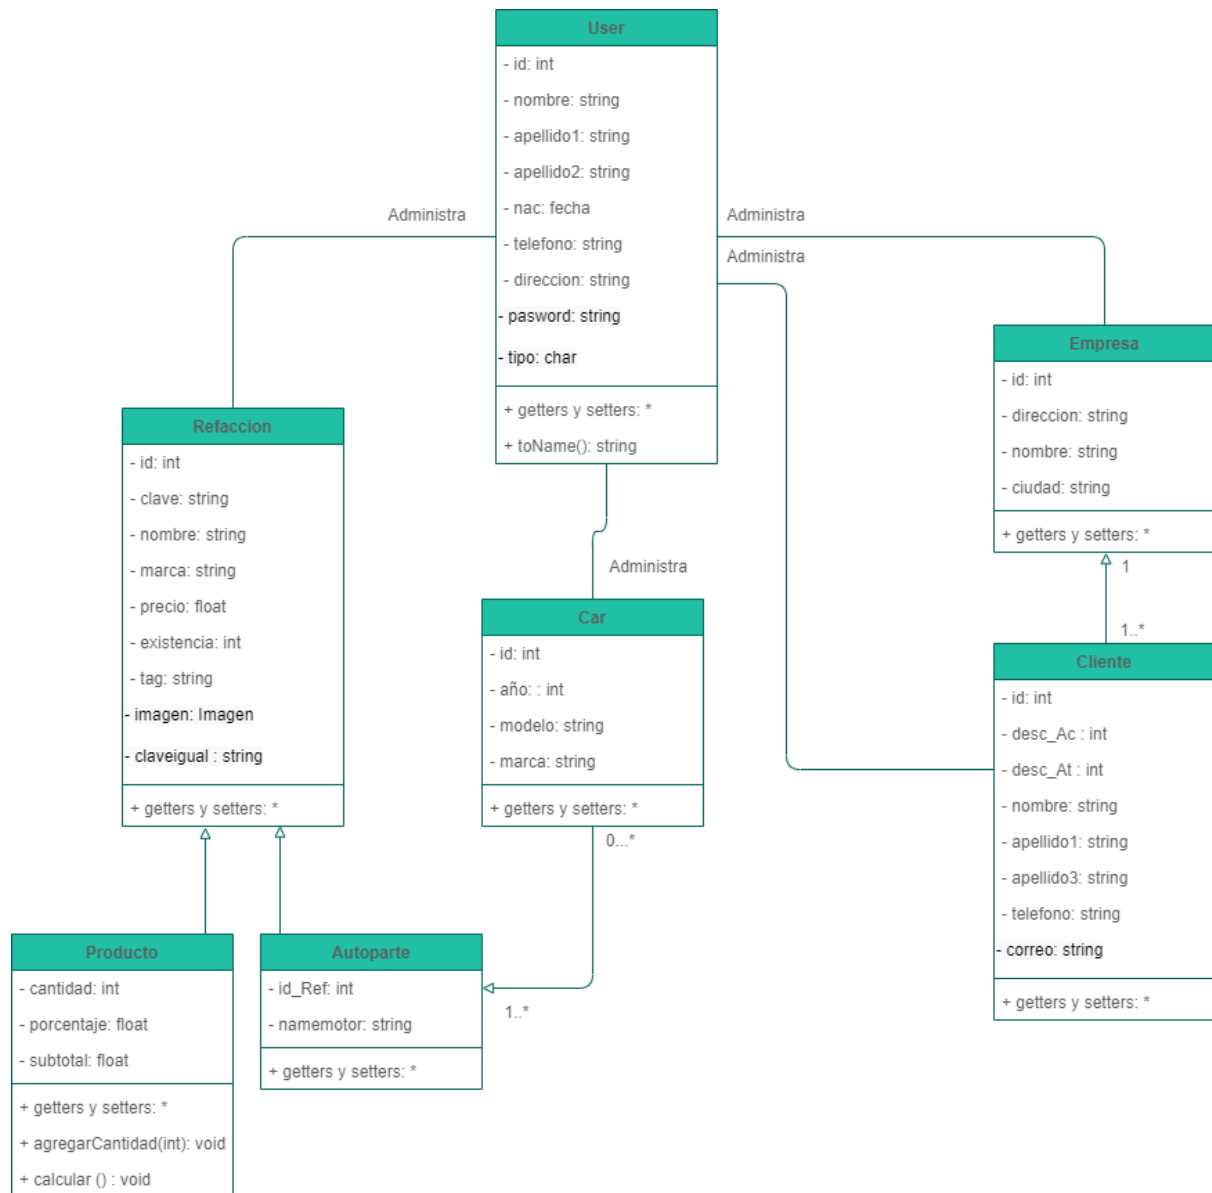 User
- id: int
- nombre: string
- apellido1: string
- apellido2: string
- nac: fecha
- telefono: string
- direccion: string
- pasword: string
- tipo: char
+ getters y setters: *
+ toName(): string
Administra
Administra
Administra
Administra
Refaccion
- id: int
- clave: string
- nombre: string
- marca: string
- precio: float
- existencia: int
- tag: string
- imagen: Imagen
- claveigual : string
+ getters y setters: *
Car
- id: int
- año: : int
- modelo: string
- marca: string
+ getters y setters: *
0...*
1..*
Empresa
- id: int
- direccion: string
- nombre: string
- ciudad: string
+ getters y setters: *
1
1..*
Cliente
- id: int
- desc_Ac : int
- desc_At : int
- nombre: string
- apellido1: string
- apellido3: string
- telefono: string
- correo: string
+ getters y setters: *
Producto
- cantidad: int
- porcentaje: float
- subtotal: float
+ getters y setters: *
+ agregarCantidad(int): void
+ calcular () : void
Autoparte
- id_Ref: int
- namemotor: string
+ getters y setters: *